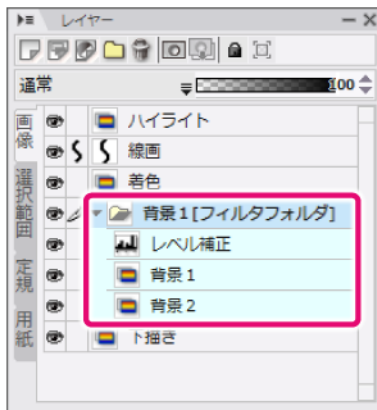 レイヤー
通常 100
画像
選択範囲
定規
用紙
ハイライト
線画
着色
背景1[フィルタフォルダ]
レベル補正
背景1
背景2
下描き